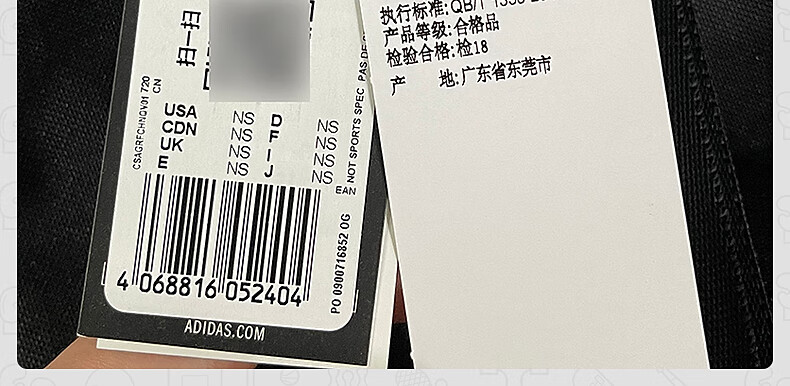 扫一扫
CSAGRFCHNQV01 720
CN
USA NS D NS
CDN NS F NS
UK NS I NS
E NS J NS
NOT SPORTS SPEC PAS DE
EAN
4 068816 052404
PO 0900716852 OG
ADIDAS.COM
执行标准:QB/T
产品等级:合格品
检验合格:检18
产 地:广东省东莞市